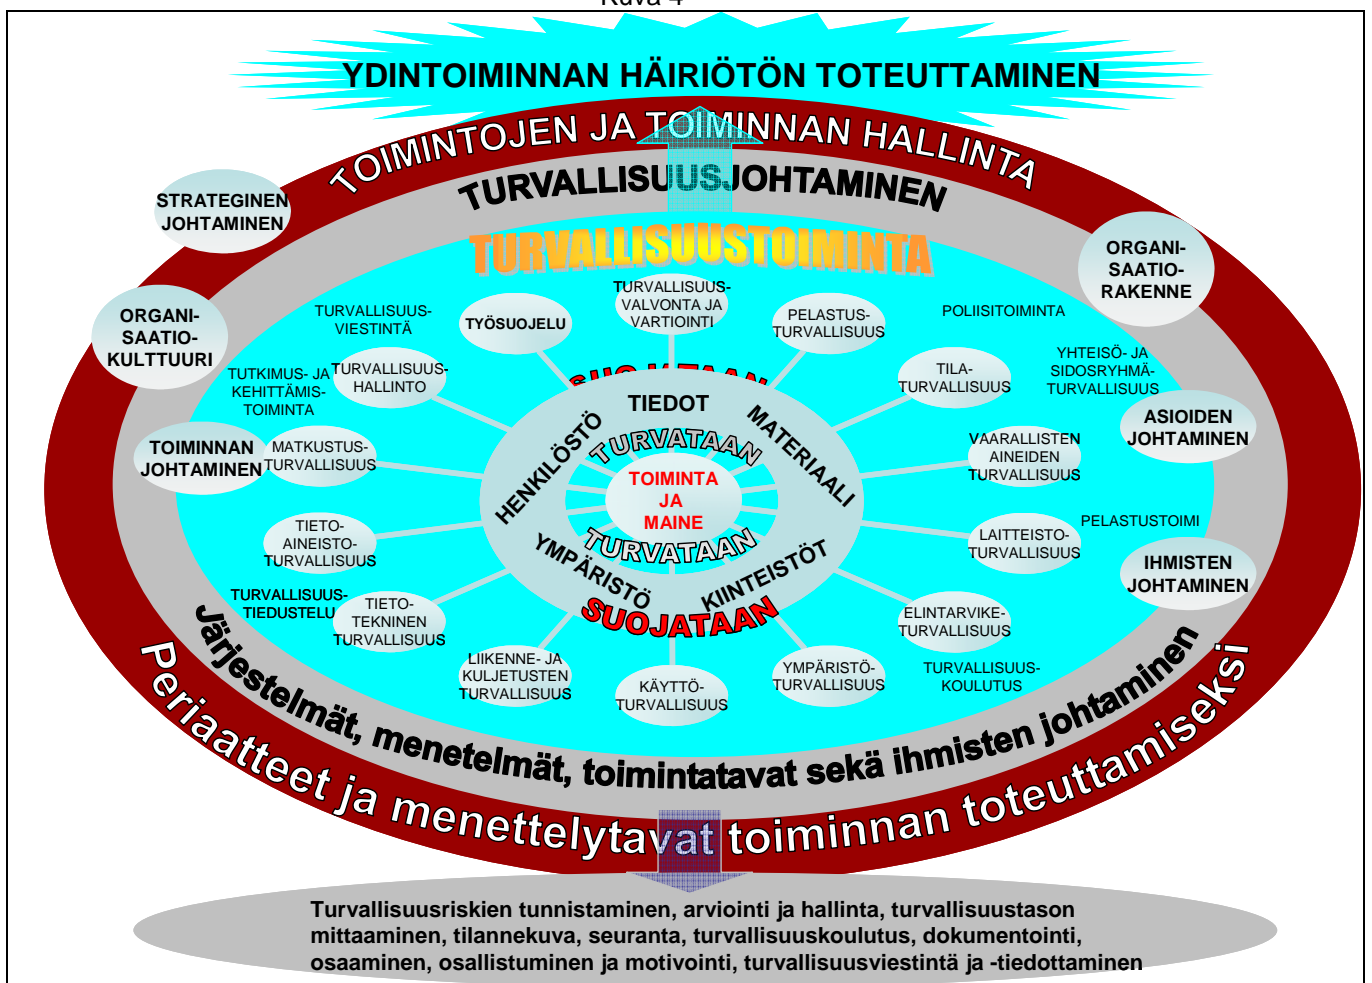 Kuva 4
YDINTOIMINNAN HÄIRIÖTÖN TOTEUTTAMINEN
TOIMINTOJEN JA TOIMINNAN HALLINTA
TURVALLISUUSJOHTAMINEN
TURVALLISUUSTOIMINTA
STRATEGINEN
JOHTAMINEN
ORGANI-
SAATIO-
KULTTUURI
TOIMINNAN
JOHTAMINEN
ORGANI-
SAATIO-
RAKENNE
ASIOIDEN
JOHTAMINEN
IHMISTEN
JOHTAMINEN
TURVALLISUUS-
VIESTINTÄ
TYÖSUOJELU
TURVALLISUUS-
VALVONTA JA
VARTIOINTI
PELASTUS-
TURVALLISUUS
POLIISITOIMINTA
TUTKIMUS- JA
KEHITTÄMIS-
TOIMINTA
TURVALLISUUS-
HALLINTO
TILA-
TURVALLISUUS
YHTEISÖ- JA
SIDOSRYHMÄ-
TURVALLISUUS
MATKUSTUS-
TURVALLISUUS
VAARALLISTEN
AINEIDEN
TURVALLISUUS
TIETO-
AINEISTO-
TURVALLISUUS
LAITTEISTO-
TURVALLISUUS
PELASTUSTOIMI
TURVALLISUUS-
TIEDUSTELU
TIETO-
TEKNINEN
TURVALLISUUS
ELINTARVIKE-
TURVALLISUUS
LIIKENNE- JA
KULJETUSTEN
TURVALLISUUS
KÄYTTÖ-
TURVALLISUUS
YMPÄRISTÖ-
TURVALLISUUS
TURVALLISUUS-
KOULUTUS
SUOJATAAN
HENKILÖSTÖ
TIEDOT
MATERIAALI
TURVATAAN
TOIMINTA
JA
MAINE
TURVATAAN
YMPÄRISTÖ
KIINTEISTÖT
SUOJATAAN
Järjestelmät, menetelmät, toimintatavat sekä ihmisten johtaminen
Periaatteet ja menettelytavat toiminnan toteuttamiseksi
Turvallisuusriskien tunnistaminen, arviointi ja hallinta, turvallisuustason
mittaaminen, tilannekuva, seuranta, turvallisuuskoulutus, dokumentointi,
osaaminen, osallistuminen ja motivointi, turvallisuusviestintä ja -tiedottaminen